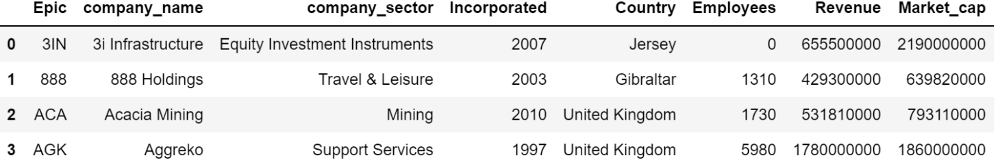 Epic company_name company_sector Incorporated Country Employees Revenue Market_cap
0 3IN 3i Infrastructure Equity Investment Instruments 2007 Jersey 0 655500000 2190000000
1 888 888 Holdings Travel & Leisure 2003 Gibraltar 1310 429300000 639820000
2 ACA Acacia Mining Mining 2010 United Kingdom 1730 531810000 793110000
3 AGK Aggreko Support Services 1997 United Kingdom 5980 1780000000 1860000000